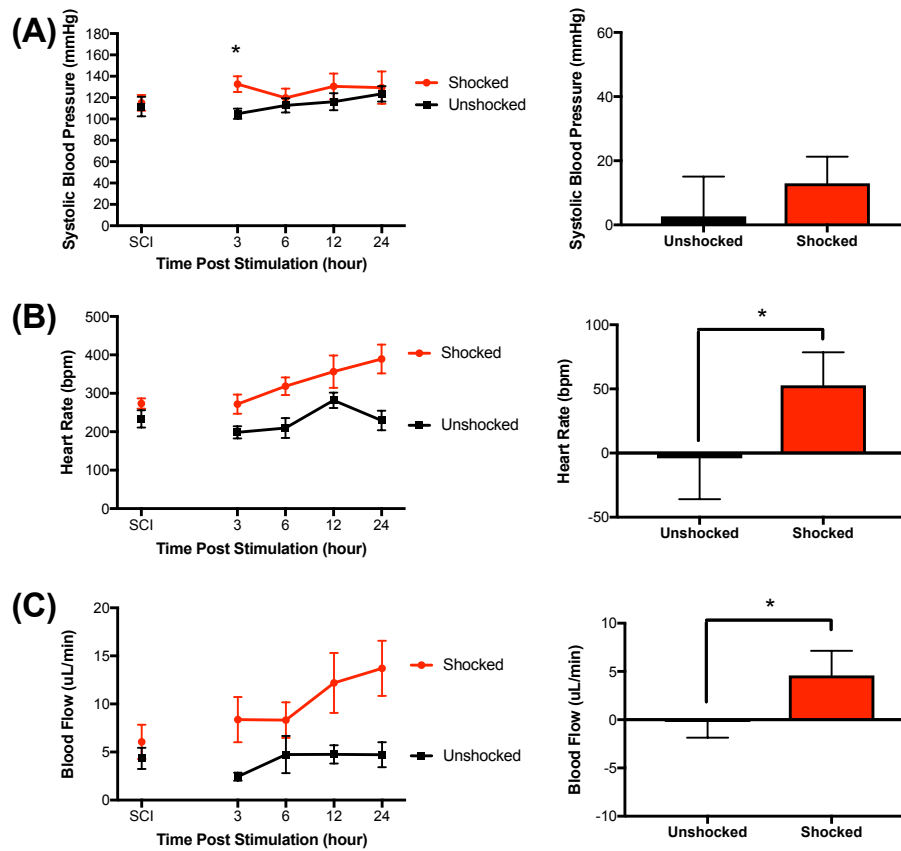 (A)
Systolic Blood Pressure (mmHg)
180
160
140
120
100
80
60
40
20
0
*
SCI
3
6
12
24
Time Post Stimulation (hour)
Shocked
Unshocked
Systolic Blood Pressure (mmHg)
60
40
20
0
Unshocked
Shocked
(B)
Heart Rate (bpm)
500
400
300
200
100
0
SCI
3
6
12
24
Time Post Stimulation (hour)
Shocked
Unshocked
Heart Rate (bpm)
100
50
0
-50
*
Unshocked
Shocked
(C)
Blood Flow (uL/min)
20
15
10
5
0
SCI
3
6
12
24
Time Post Stimulation (hour)
Shocked
Unshocked
Blood Flow (uL/min)
10
5
0
-5
-10
*
Unshocked
Shocked